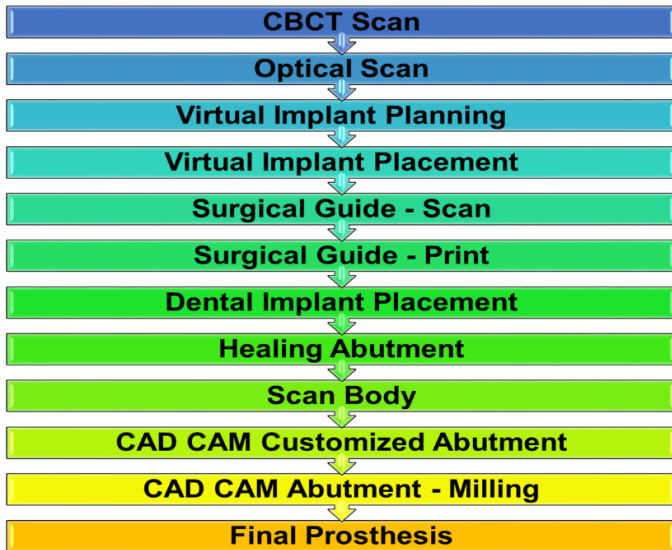 CBCT Scan
Optical Scan
Virtual Implant Planning
Virtual Implant Placement
Surgical Guide - Scan
Surgical Guide - Print
Dental Implant Placement
Healing Abutment
Scan Body
CAD CAM Customized Abutment
CAD CAM Abutment - Milling
Final Prosthesis